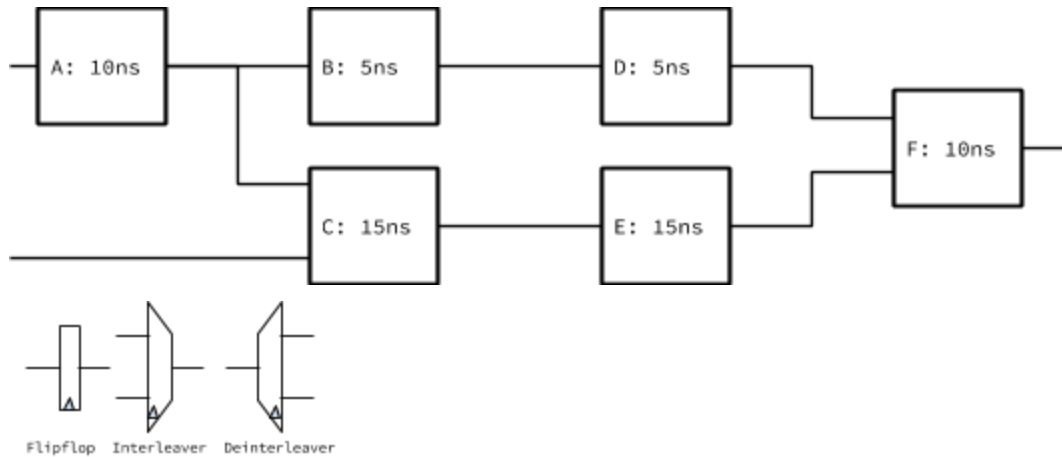 A: 10ns
B: 5ns
D: 5ns
F: 10ns
C: 15ns
E: 15ns
Flipflop
Interleaver
Deinterleaver